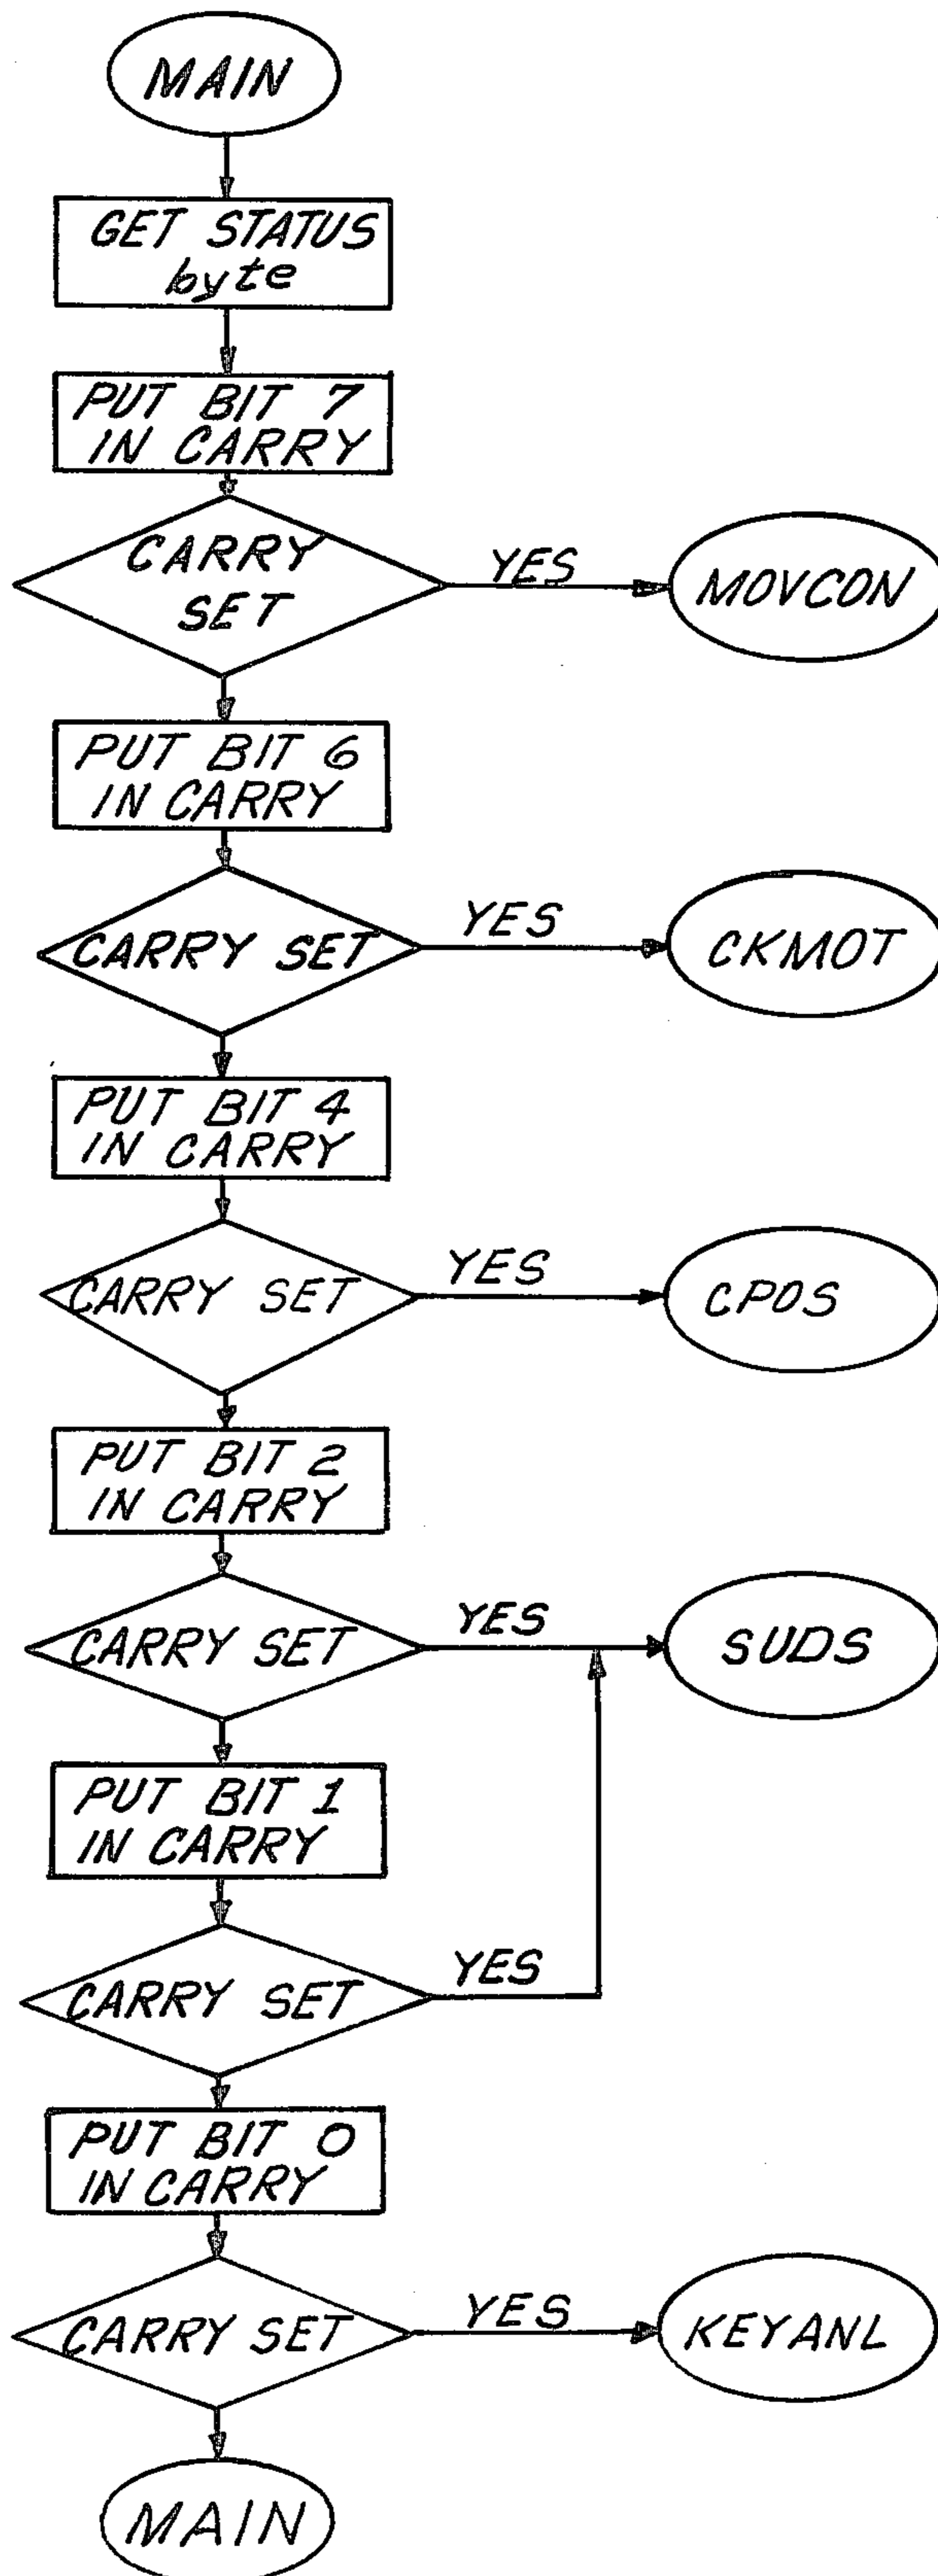 MAIN
GET STATUS
byte
PUT BIT 7
IN CARRY
CARRY
SET
YES
MOVCON
PUT BIT 6
IN CARRY
CARRY SET
YES
CKMOT
PUT BIT 4
IN CARRY
CARRY SET
YES
CPOS
PUT BIT 2
IN CARRY
CARRY SET
YES
SUDS
PUT BIT 1
IN CARRY
CARRY SET
YES
PUT BIT 0
IN CARRY
CARRY SET
YES
KEYANL
MAIN